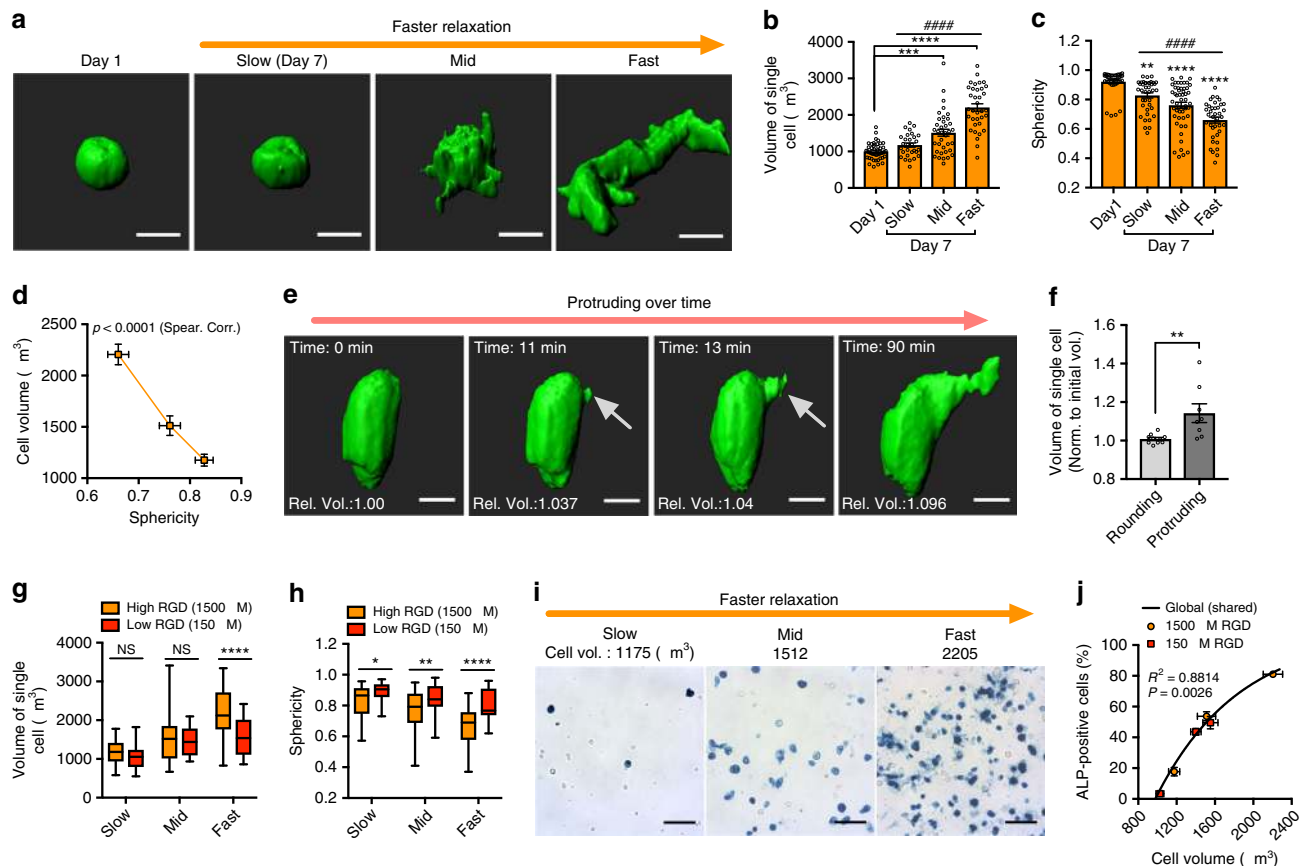 a
Faster relaxation
Day 1
Slow (Day 7)
Mid
Fast
b
####
****
***
Volume of single
cell ( m³)
4000
3000
2000
1000
0
Day 1
Slow
Mid
Fast
Day 7
c
####
**
****
****
Sphericity
1.2
1.0
0.8
0.6
0.4
0.2
Day1
Slow
Mid
Fast
Day 7
d
p < 0.0001 (Spear. Corr.)
Cell volume ( m³)
2500
2000
1500
1000
0.6
0.7
0.8
0.9
Sphericity
e
Protruding over time
Time: 0 min
Time: 11 min
Time: 13 min
Time: 90 min
Rel. Vol.:1.00
Rel. Vol.:1.037
Rel. Vol.:1.04
Rel. Vol.:1.096
f
**
Volume of single cell
(Norm. to initial vol.)
1.6
1.4
1.2
1.0
0.8
Rounding
Protruding
g
High RGD (1500 M)
Low RGD (150 M)
NS
NS
****
Volume of single
cell ( m³)
4000
3000
2000
1000
0
Slow
Mid
Fast
h
High RGD (1500 M)
Low RGD (150 M)
*
**
****
Sphericity
1.2
1.0
0.8
0.6
0.4
0.2
Slow
Mid
Fast
i
Faster relaxation
Slow
Mid
Fast
Cell vol. : 1175 ( m³)
1512
2205
j
Global (shared)
1500 M RGD
150 M RGD
R² = 0.8814
P = 0.0026
ALP-positive cells (%)
100
80
60
40
20
0
800
1200
1600
2200
2600
Cell volume ( m³)